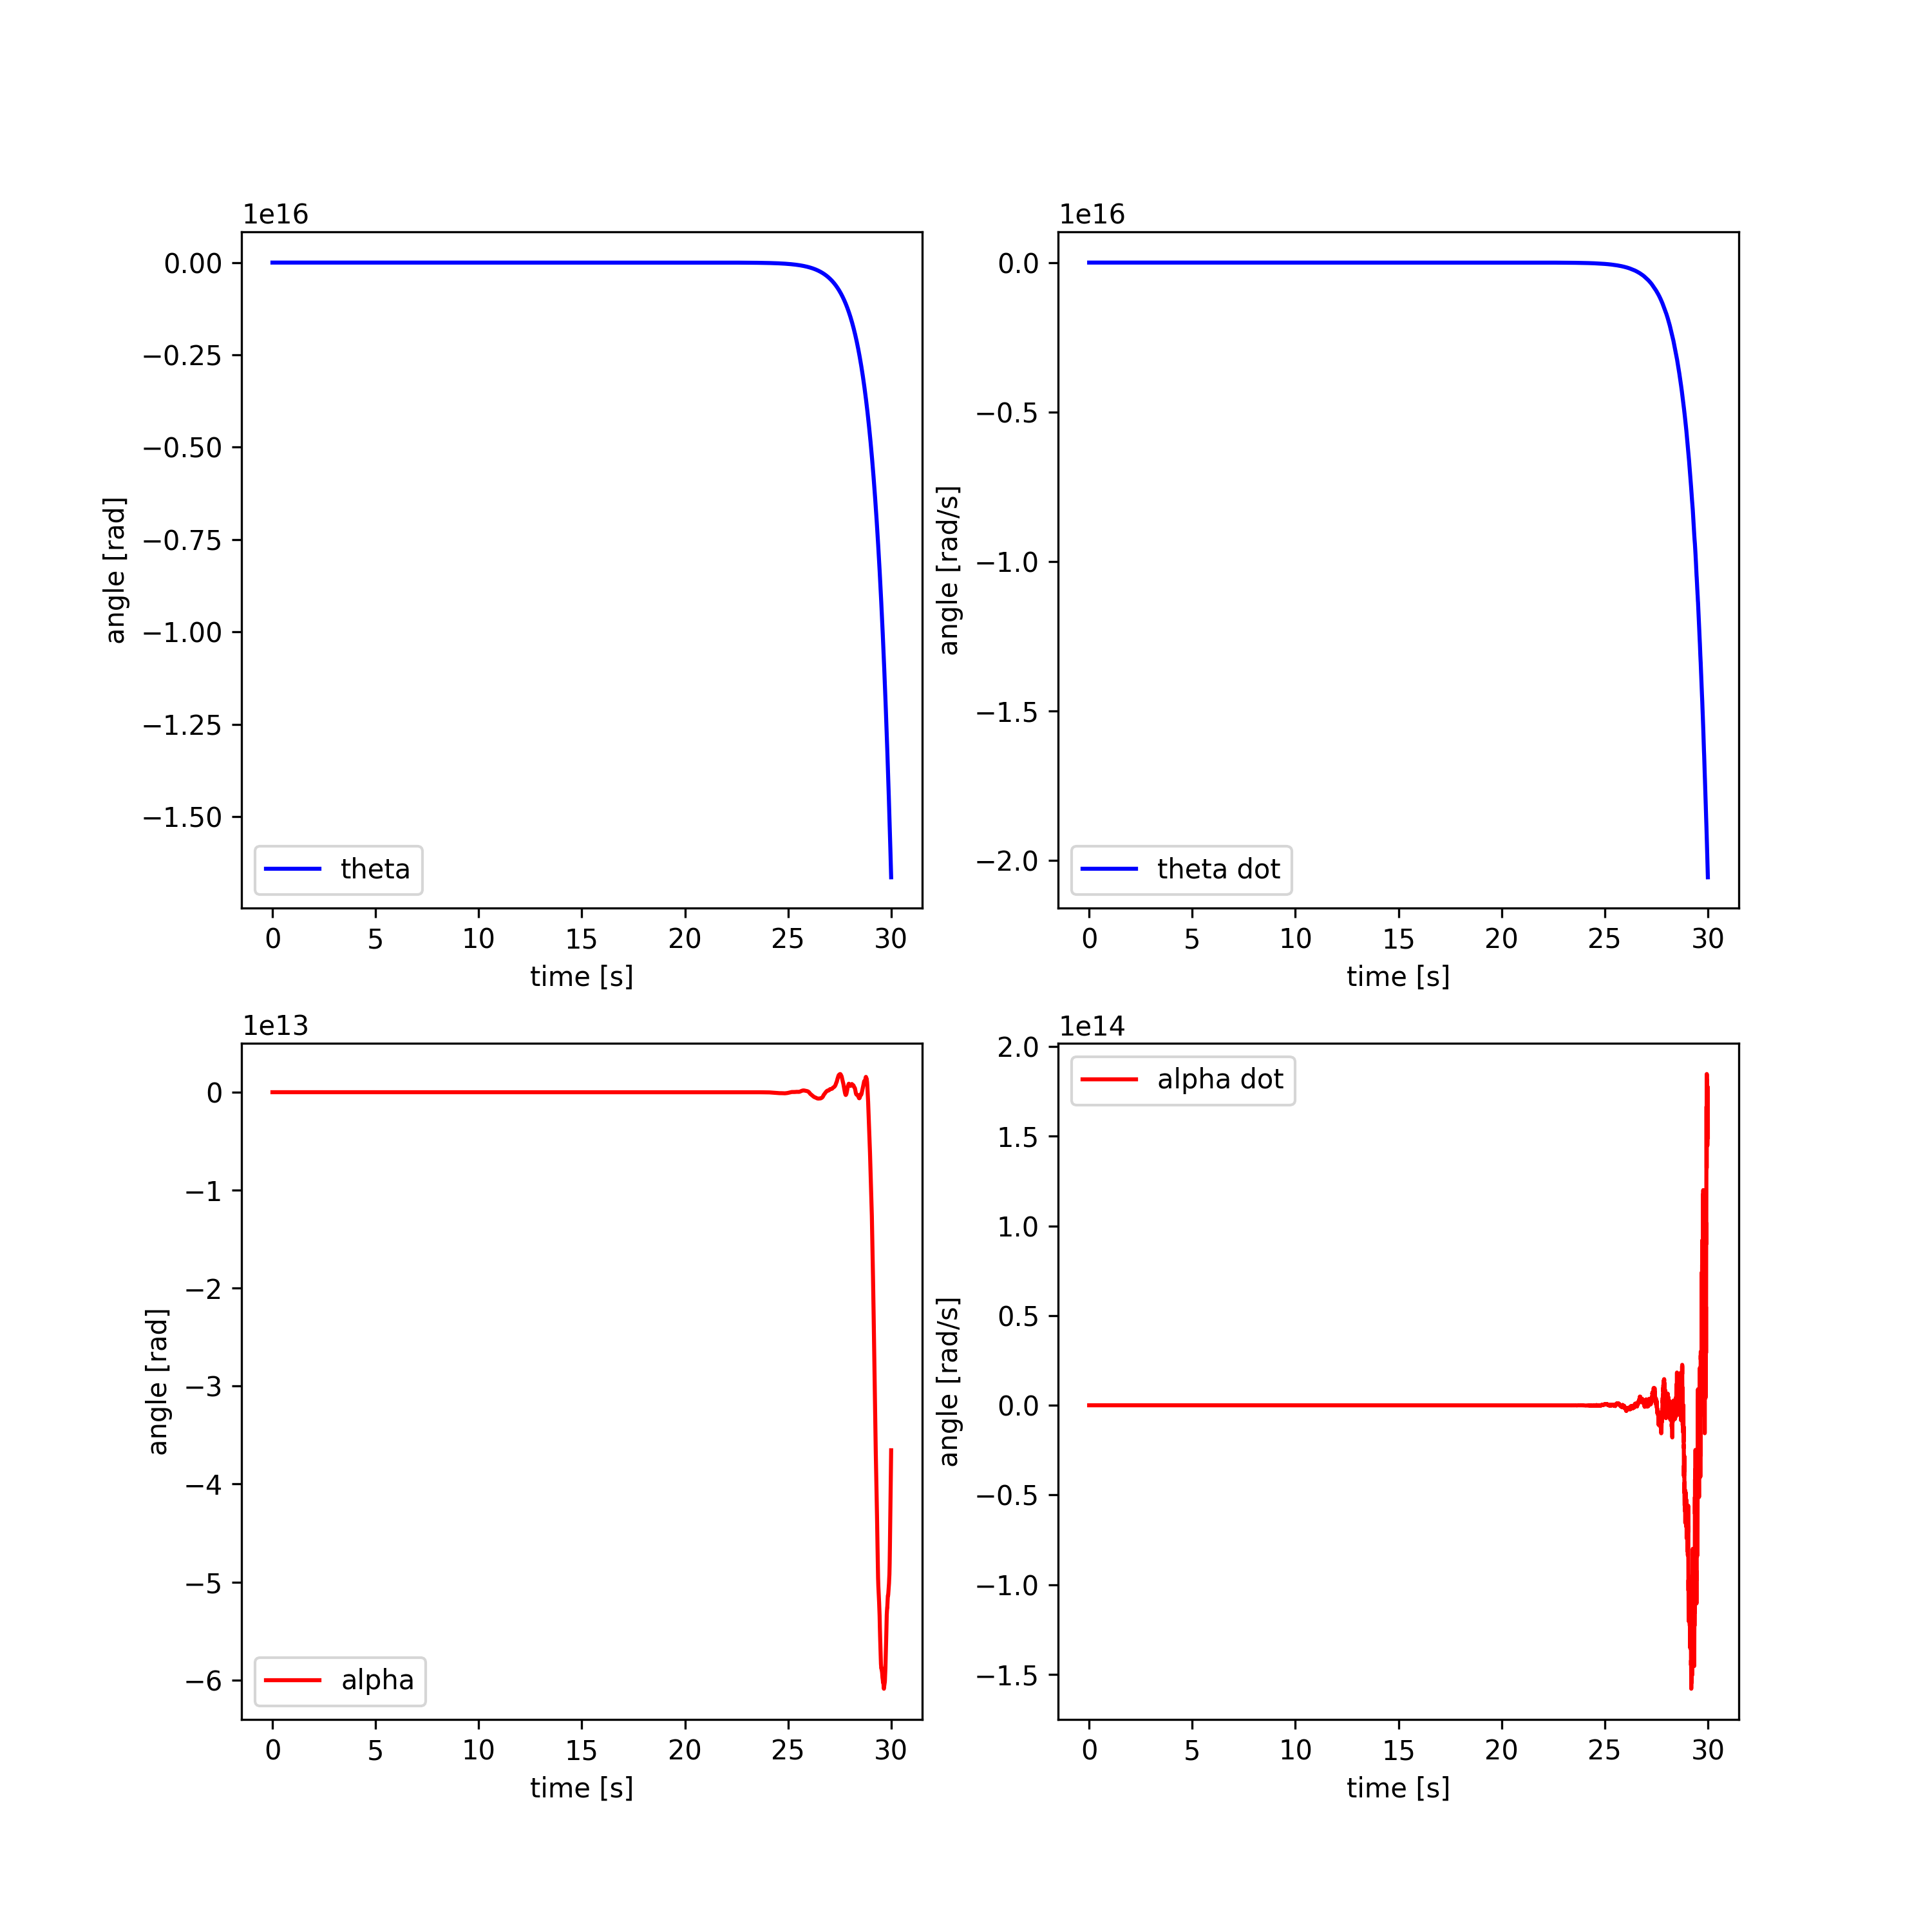 1e16
0.00
−0.25
−0.50
−0.75
−1.00
−1.25
−1.50
angle [rad]
theta
0 5 10 15 20 25 30
time [s]
1e16
0.0
−0.5
−1.0
−1.5
−2.0
angle [rad/s]
theta dot
0 5 10 15 20 25 30
time [s]
1e13
0
−1
−2
−3
−4
−5
−6
angle [rad]
alpha
0 5 10 15 20 25 30
time [s]
1e14
2.0
1.5
1.0
0.5
0.0
−0.5
−1.0
−1.5
angle [rad/s]
alpha dot
0 5 10 15 20 25 30
time [s]